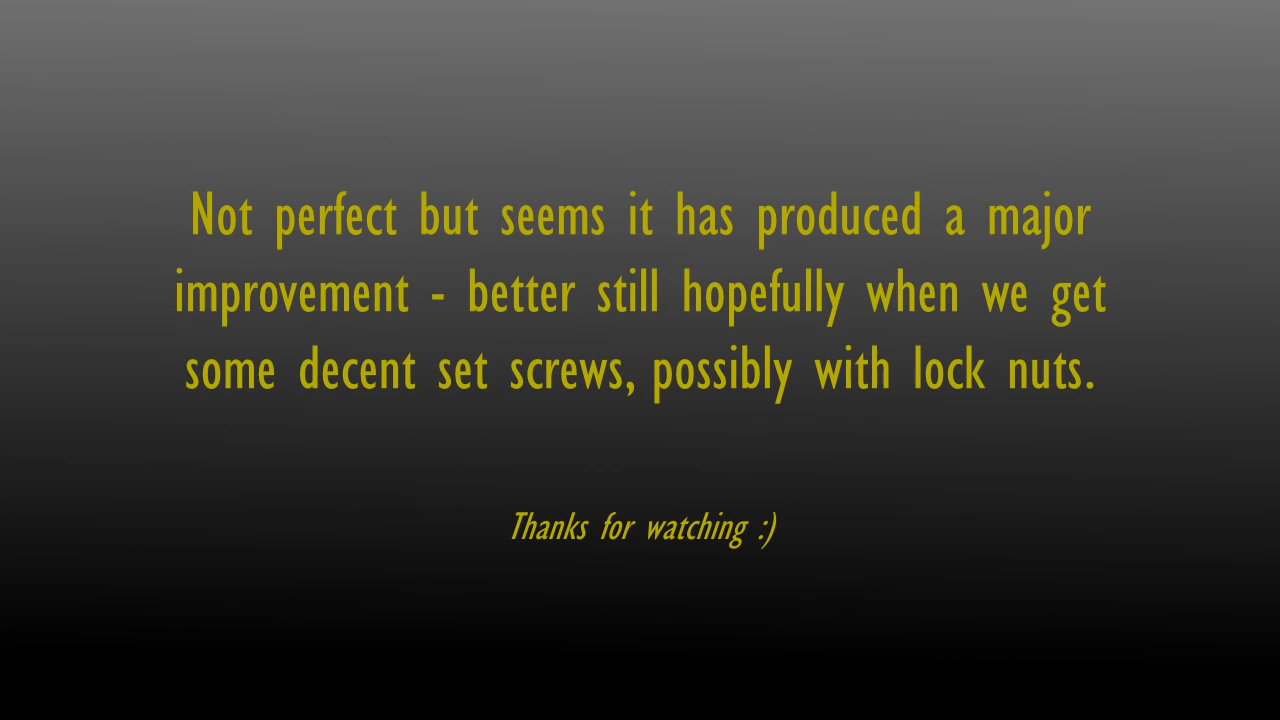 Not perfect but seems it has produced a major
improvement - better still hopefully when we get
some decent set screws, possibly with lock nuts.
Thanks for watching :)